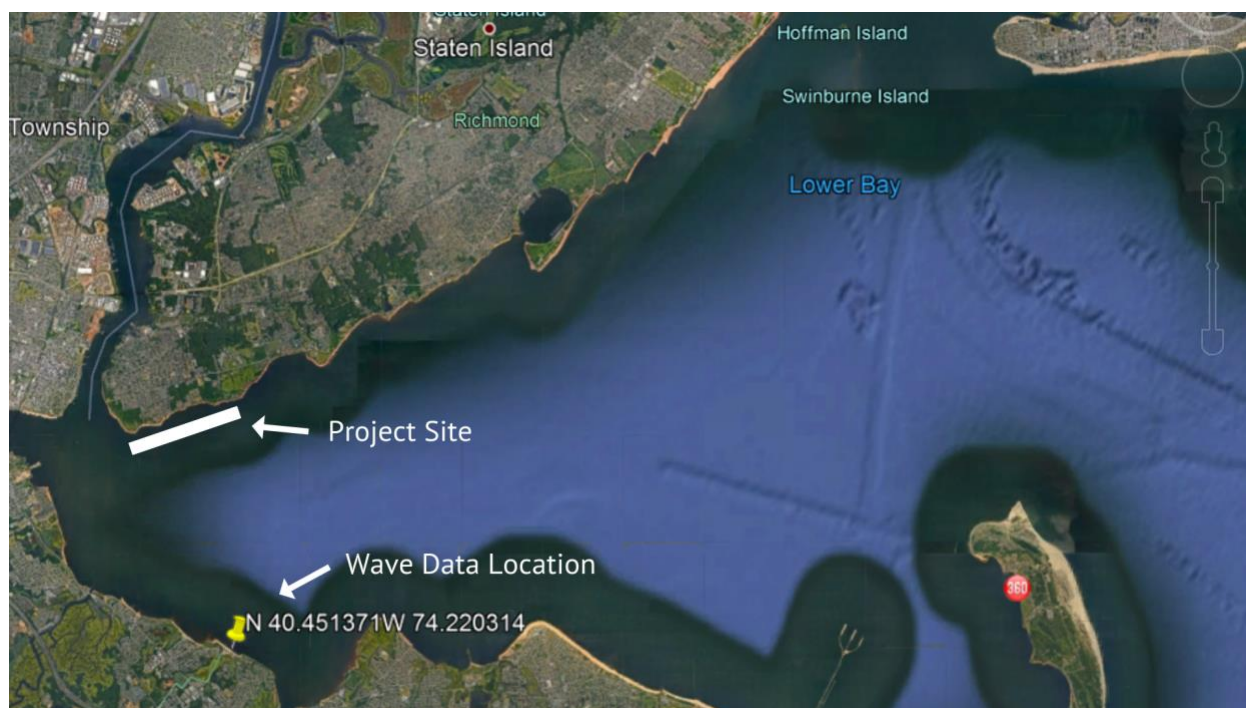 Staten Island
Staten Island
Hoffman Island
Swinburne Island
Richmond
Township
Lower Bay
Project Site
Wave Data Location
N 40.451371W 74.220314
360